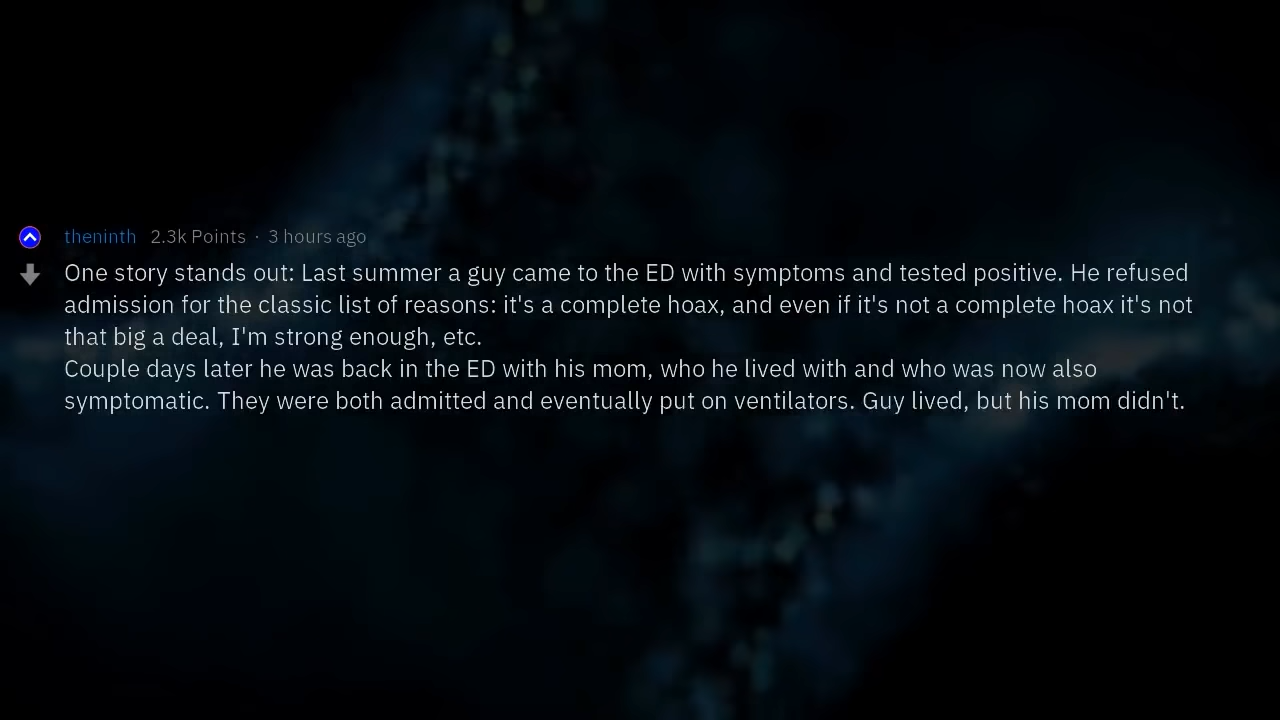 theninth 2.3k Points · 3 hours ago
One story stands out: Last summer a guy came to the ED with symptoms and tested positive. He refused
admission for the classic list of reasons: it's a complete hoax, and even if it's not a complete hoax it's not
that big a deal, I'm strong enough, etc.
Couple days later he was back in the ED with his mom, who he lived with and who was now also
symptomatic. They were both admitted and eventually put on ventilators. Guy lived, but his mom didn't.